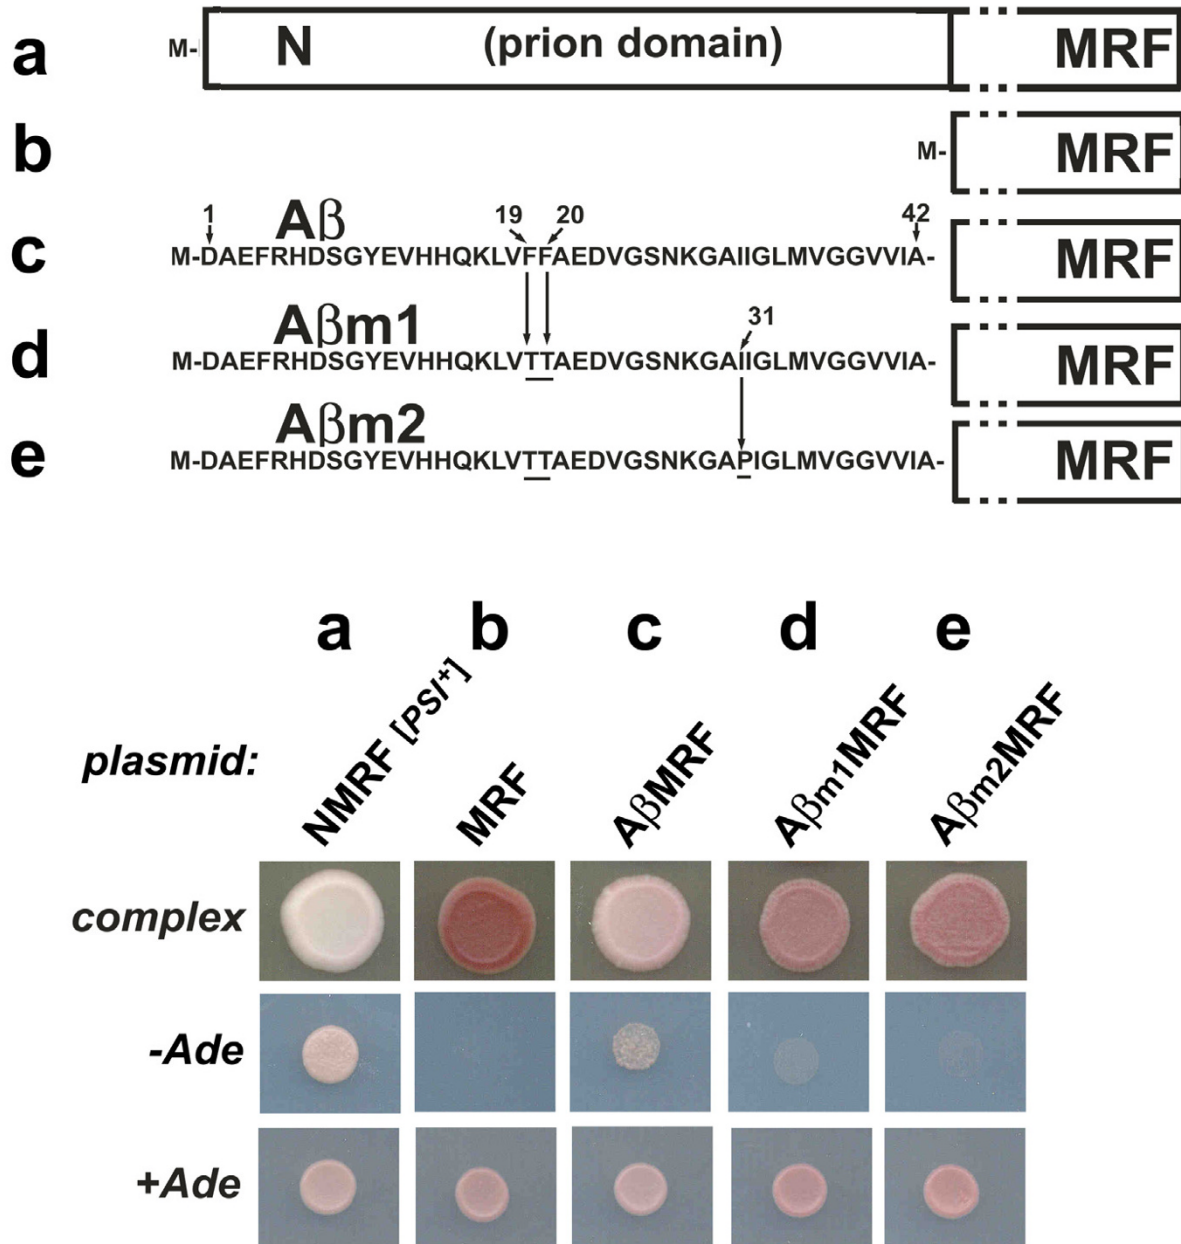 a M- N (prion domain) MRF
b M- MRF
1 Aβ 19 20 42
c M-DAEFRHDSGYEVHHQKLVFFAEDVGSNKGAIIGLMVGGVVIA- MRF
Aβm1 31
d M-DAEFRHDSGYEVHHQKLVTTAEDVGSNKGAIIGLMVGGVVIA- MRF
Aβm2
e M-DAEFRHDSGYEVHHQKLVTTAEDVGSNKGAPIGLMVGGVVIA- MRF
a b c d e
plasmid: NMRF [PSI+] MRF AβMRF Aβm1MRF Aβm2MRF
complex
-Ade
+Ade